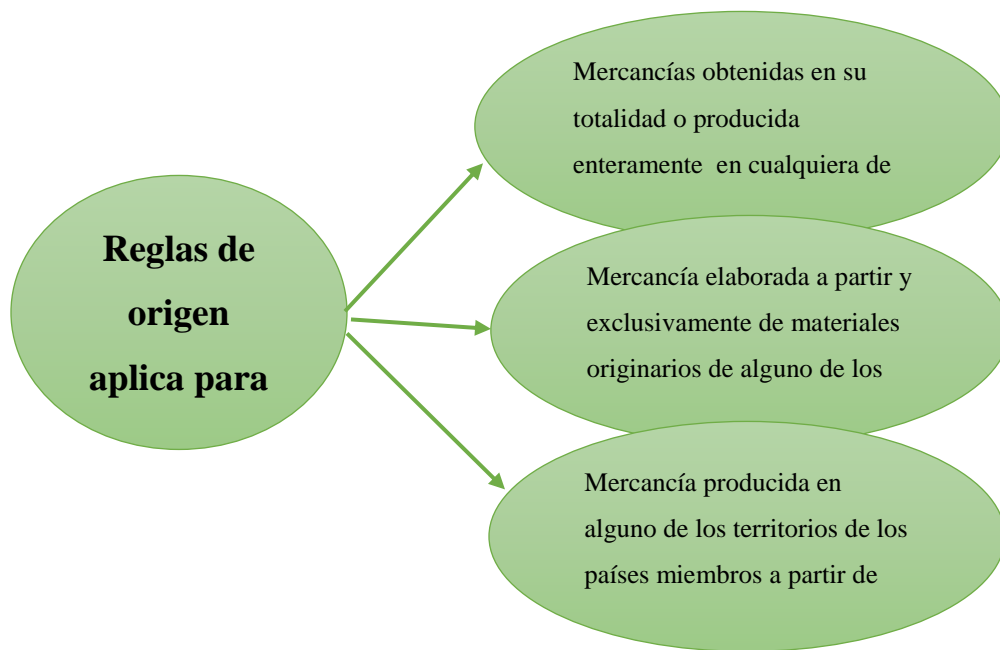 Reglas de
origen
aplica para
Mercancías obtenidas en su
totalidad o producida
enteramente en cualquiera de
Mercancía elaborada a partir y
exclusivamente de materiales
originarios de alguno de los
Mercancía producida en
alguno de los territorios de los
países miembros a partir de